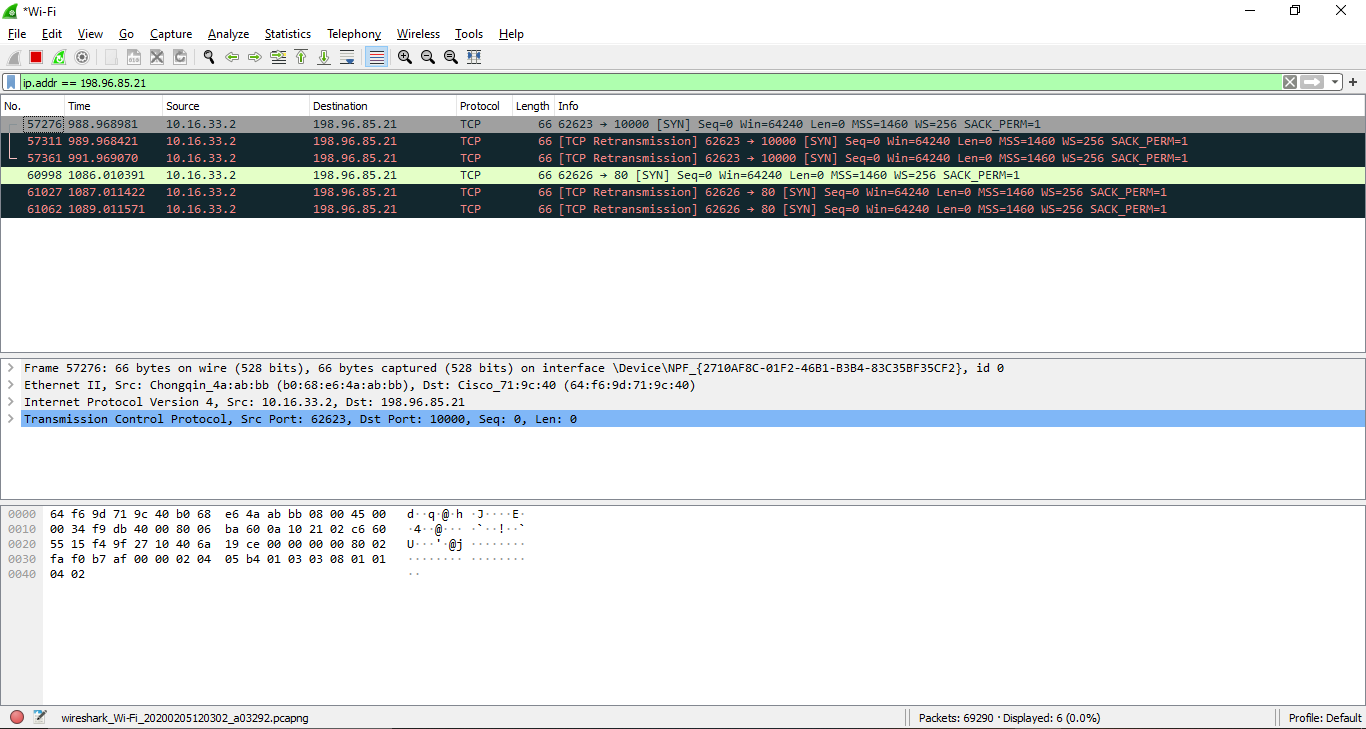 *Wi-Fi
File Edit View Go Capture Analyze Statistics Telephony Wireless Tools Help
ip.addr == 198.96.85.21
No. Time Source Destination Protocol Length Info
57276 988.968981 10.16.33.2 198.96.85.21 TCP 66 62623 → 10000 [SYN] Seq=0 Win=64240 Len=0 MSS=1460 WS=256 SACK_PERM=1
57311 989.968421 10.16.33.2 198.96.85.21 TCP 66 [TCP Retransmission] 62623 → 10000 [SYN] Seq=0 Win=64240 Len=0 MSS=1460 WS=256 SACK_PERM=1
57361 991.969070 10.16.33.2 198.96.85.21 TCP 66 [TCP Retransmission] 62623 → 10000 [SYN] Seq=0 Win=64240 Len=0 MSS=1460 WS=256 SACK_PERM=1
60998 1086.010391 10.16.33.2 198.96.85.21 TCP 66 62626 → 80 [SYN] Seq=0 Win=64240 Len=0 MSS=1460 WS=256 SACK_PERM=1
61027 1087.011422 10.16.33.2 198.96.85.21 TCP 66 [TCP Retransmission] 62626 → 80 [SYN] Seq=0 Win=64240 Len=0 MSS=1460 WS=256 SACK_PERM=1
61062 1089.011571 10.16.33.2 198.96.85.21 TCP 66 [TCP Retransmission] 62626 → 80 [SYN] Seq=0 Win=64240 Len=0 MSS=1460 WS=256 SACK_PERM=1
Frame 57276: 66 bytes on wire (528 bits), 66 bytes captured (528 bits) on interface \Device\NPF_{2710AF8C-01F2-46B1-B3B4-83C35BF35CF2}, id 0
Ethernet II, Src: Chongqin_4a:ab:bb (b0:68:e6:4a:ab:bb), Dst: Cisco_71:9c:40 (64:f6:9d:71:9c:40)
Internet Protocol Version 4, Src: 10.16.33.2, Dst: 198.96.85.21
Transmission Control Protocol, Src Port: 62623, Dst Port: 10000, Seq: 0, Len: 0
0000 64 f6 9d 71 9c 40 b0 68 e6 4a ab bb 08 00 45 00 d··q·@·h ·J····E·
0010 00 34 f9 db 40 00 80 06 ba 60 0a 10 21 02 c6 60 ·4··@··· ·`··!··`
0020 55 15 f4 9f 27 10 40 6a 19 ce 00 00 00 00 80 02 U···'·@j ········
0030 fa f0 b7 af 00 00 02 04 05 b4 01 03 03 08 01 01 ········ ········
0040 04 02 ··
wireshark_Wi-Fi_20200205120302_a03292.pcapng Packets: 69290 · Displayed: 6 (0.0%) Profile: Default